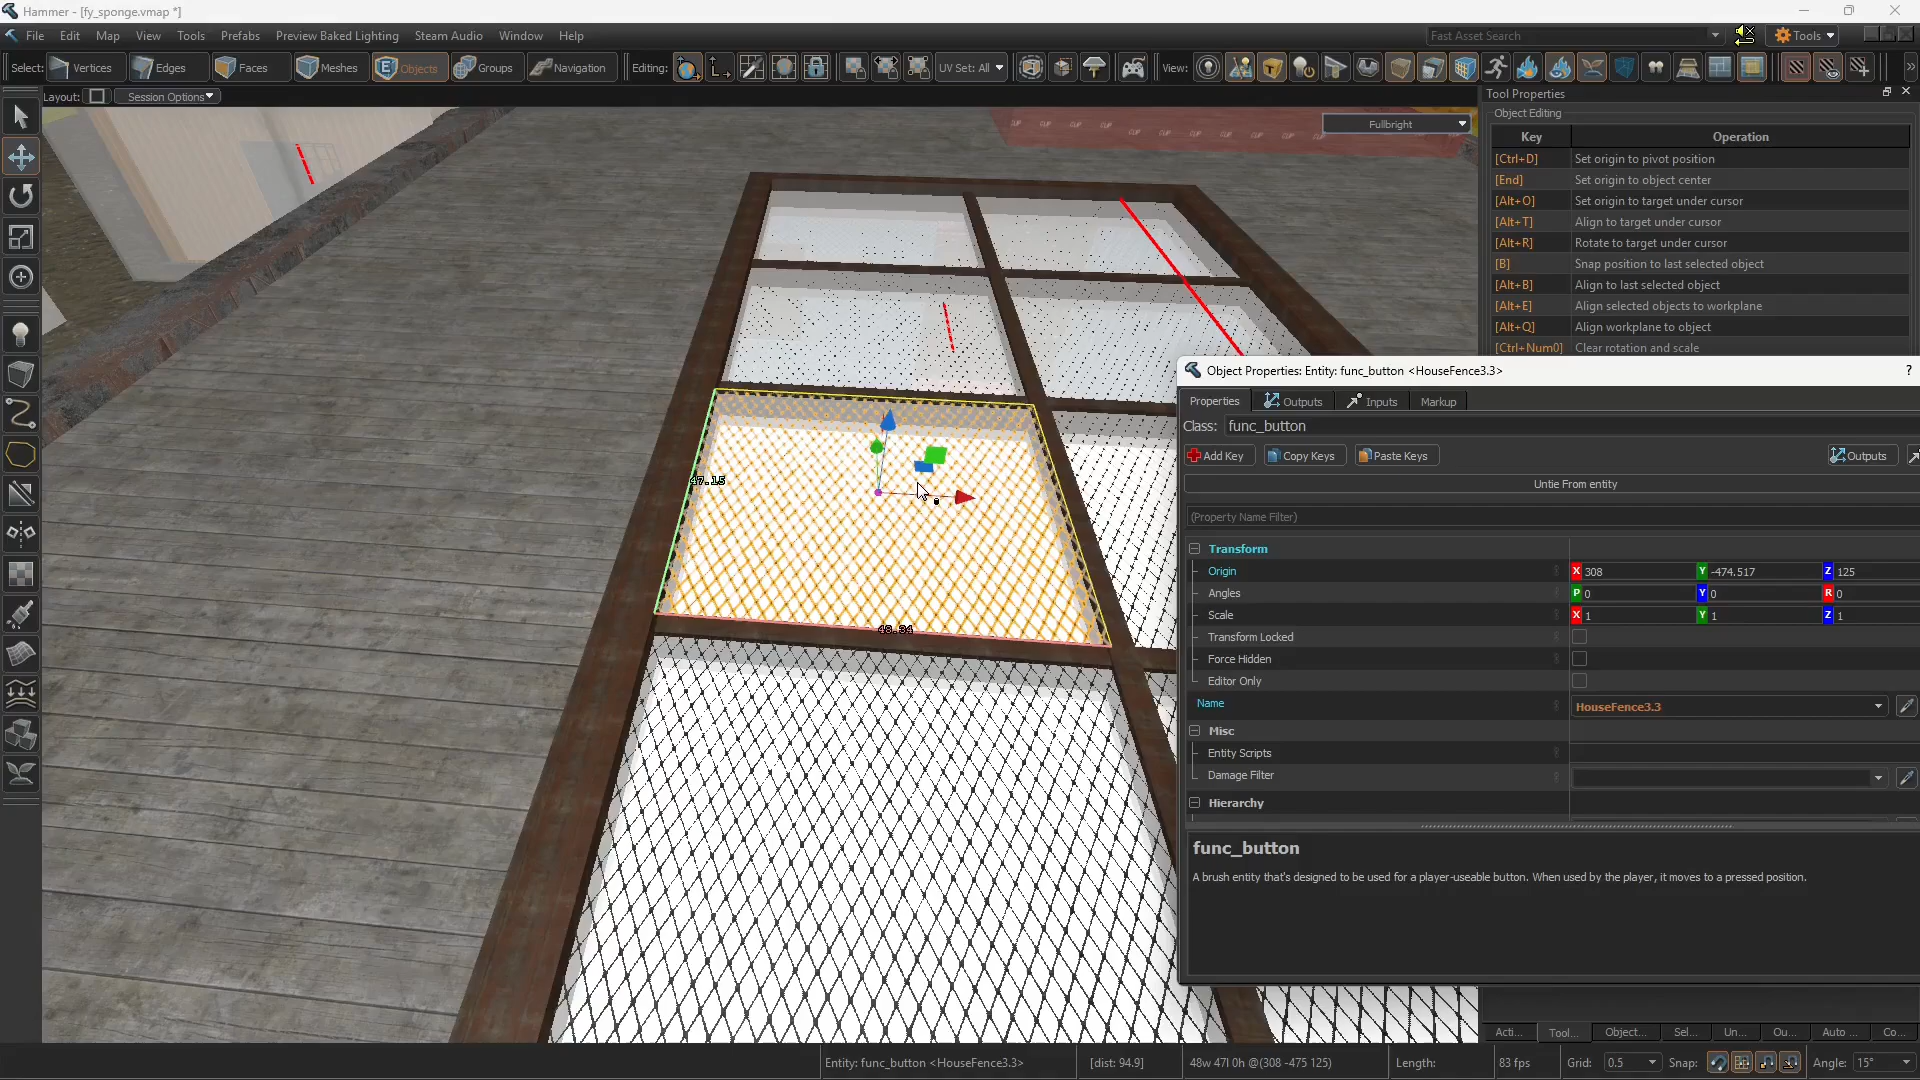 Hammer - [fy_sponge.vmap *]
File Edit Map View Tools Prefabs Preview Baked Lighting Steam Audio Window Help
Fast Asset Search
Tools
Select: Vertices Edges Faces Meshes Objects Groups Navigation Editing: UV Set: All View:
Layout: Session Options
Fullbright
Tool Properties
Object Editing
Key Operation
[Ctrl+D] Set origin to pivot position
[End] Set origin to object center
[Alt+O] Set origin to target under cursor
[Alt+T] Align to target under cursor
[Alt+R] Rotate to target under cursor
[B] Snap position to last selected object
[Alt+B] Align to last selected object
[Alt+E] Align selected objects to workplane
[Alt+Q] Align workplane to object
[Ctrl+Num0] Clear rotation and scale
47.15
48.34
Object Properties: Entity: func_button <HouseFence3.3> ?
Properties Outputs Inputs Markup
Class: func_button
Add Key Copy Keys Paste Keys Outputs
Untie From entity
(Property Name Filter)
Transform
Origin X 308 Y -474.517 Z 125
Angles P 0 Y 0 R 0
Scale X 1 Y 1 Z 1
Transform Locked
Force Hidden
Editor Only
Name HouseFence3.3
Misc
Entity Scripts
Damage Filter
Hierarchy
func_button
A brush entity that's designed to be used for a player-useable button. When used by the player, it moves to a pressed position.
Acti... Tool... Object... Sel... Un... Ou... Auto ... Co...
Entity: func_button <HouseFence3.3> [dist: 94.9] 48w 47l 0h @(308 -475 125) Length: 83 fps Grid: 0.5 Snap: Angle: 15°